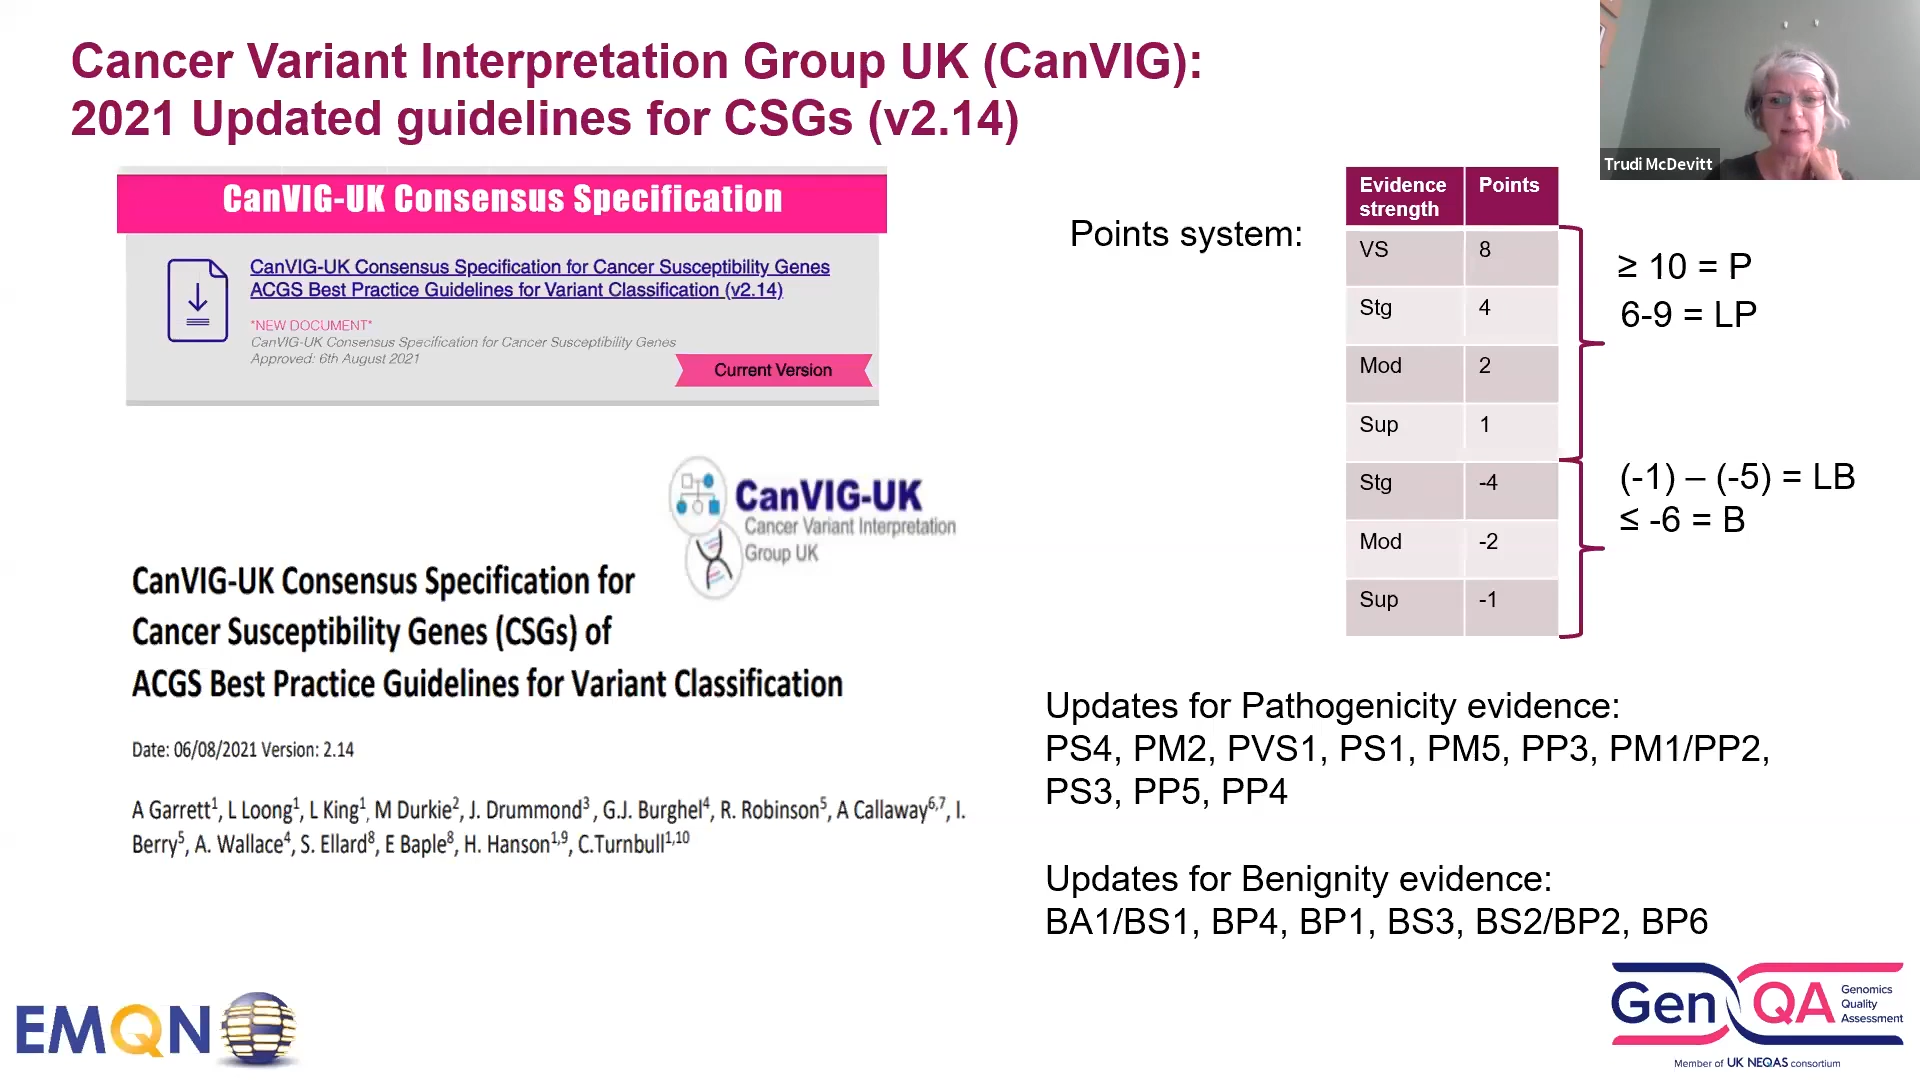 Cancer Variant Interpretation Group UK (CanVIG):
2021 Updated guidelines for CSGs (v2.14)
Trudi McDevitt
CanVIG-UK Consensus Specification
CanVIG-UK Consensus Specification for Cancer Susceptibility Genes
ACGS Best Practice Guidelines for Variant Classification (v2.14)
*NEW DOCUMENT*
CanVIG-UK Consensus Specification for Cancer Susceptibility Genes
Approved: 6th August 2021
Current Version
CanVIG-UK
Cancer Variant Interpretation
Group UK
CanVIG-UK Consensus Specification for
Cancer Susceptibility Genes (CSGs) of
ACGS Best Practice Guidelines for Variant Classification
Date: 06/08/2021 Version: 2.14
A Garrett¹, L Loong¹, L King¹, M Durkie², J. Drummond³, G.J. Burghel⁴, R. Robinson⁵, A Callaway⁶,⁷, I.
Berry⁵, A. Wallace⁴, S. Ellard⁸, E Baple⁸, H. Hanson¹,⁹, C.Turnbull¹,¹⁰
Points system:
Evidence strength Points
VS 8
Stg 4
Mod 2
Sup 1
Stg -4
Mod -2
Sup -1
≥ 10 = P
6-9 = LP
(-1) – (-5) = LB
≤ -6 = B
Updates for Pathogenicity evidence:
PS4, PM2, PVS1, PS1, PM5, PP3, PM1/PP2,
PS3, PP5, PP4
Updates for Benignity evidence:
BA1/BS1, BP4, BP1, BS3, BS2/BP2, BP6
EMQN
GenQA
Genomics
Quality
Assessment
Member of UK NEQAS consortium